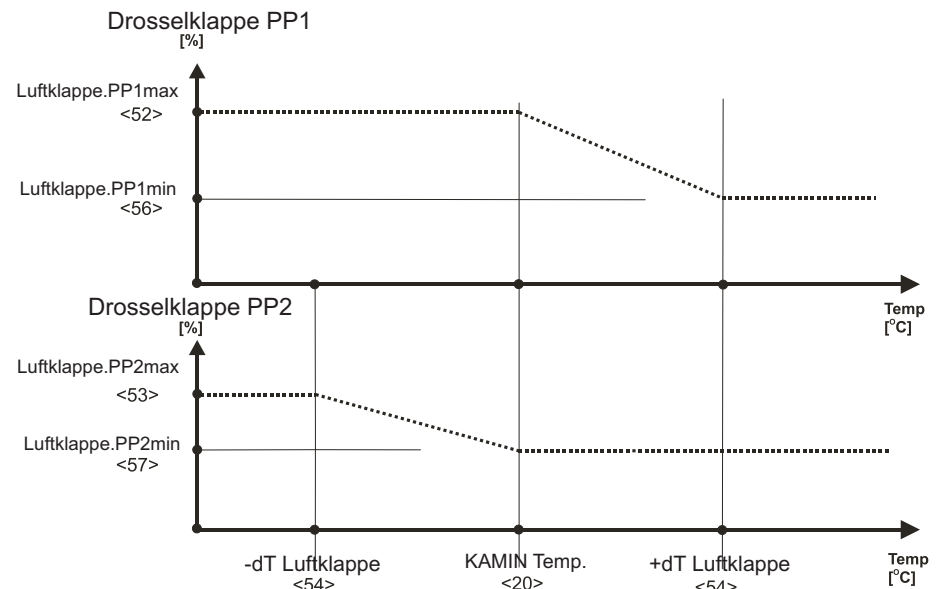 Drosselklappe PP1
[%]
Luftklappe.PP1max
<52>
Luftklappe.PP1min
<56>
Temp
[°C]
Drosselklappe PP2
[%]
Luftklappe.PP2max
<53>
Luftklappe.PP2min
<57>
Temp
[°C]
-dT Luftklappe
<54>
KAMIN Temp.
<20>
+dT Luftklappe
<54>